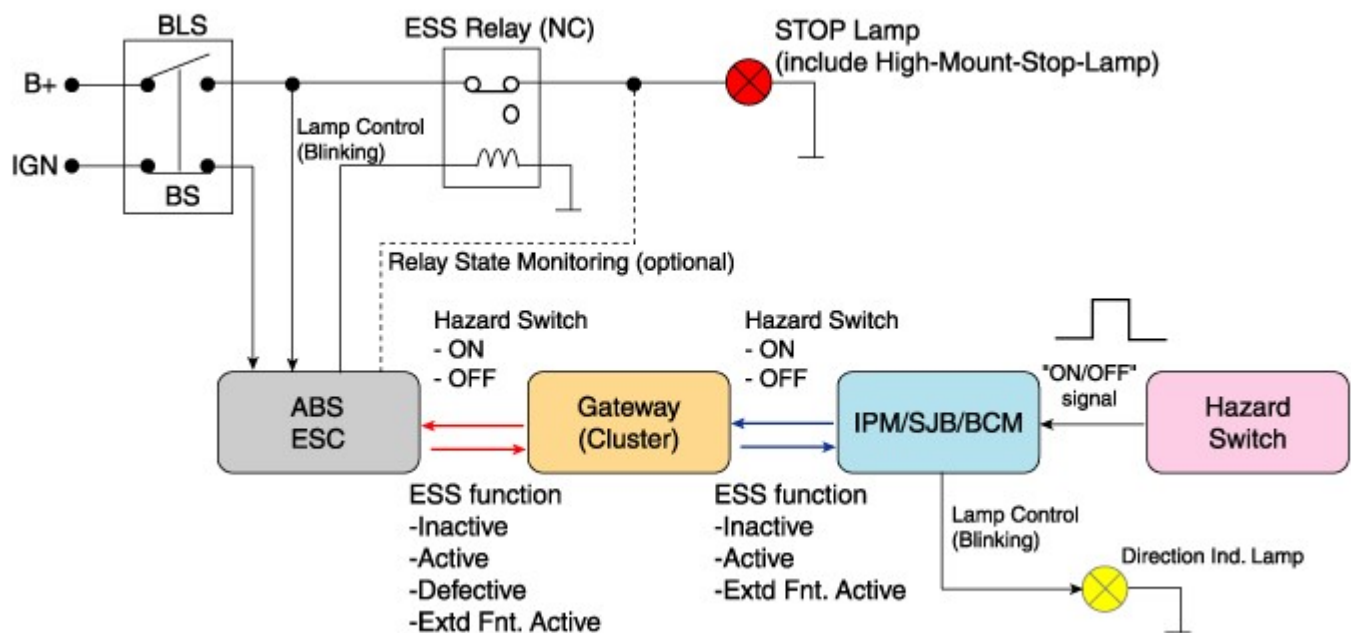 BLS
ESS Relay (NC)
STOP Lamp
(include High-Mount-Stop-Lamp)
B+
Lamp Control
(Blinking)
IGN
BS
Relay State Monitoring (optional)
Hazard Switch
- ON
- OFF
Hazard Switch
- ON
- OFF
"ON/OFF"
signal
ABS
ESC
Gateway
(Cluster)
IPM/SJB/BCM
Hazard
Switch
ESS function
-Inactive
-Active
-Defective
-Extd Fnt. Active
ESS function
-Inactive
-Active
-Extd Fnt. Active
Lamp Control
(Blinking)
Direction Ind. Lamp